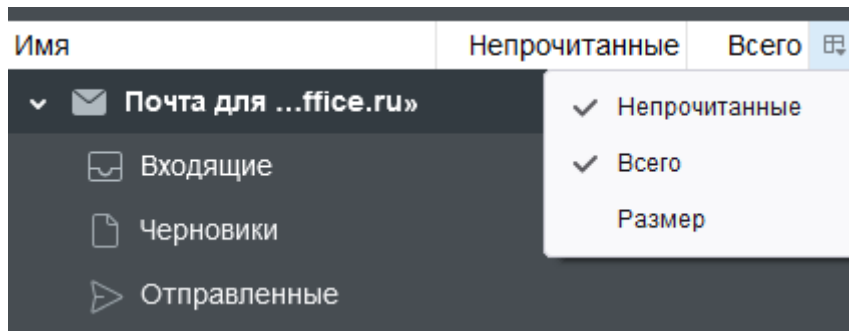 Имя Непрочитанные Всего
Почта для ...ffice.ru»
Непрочитанные
Входящие
Всего
Черновики
Размер
Отправленные